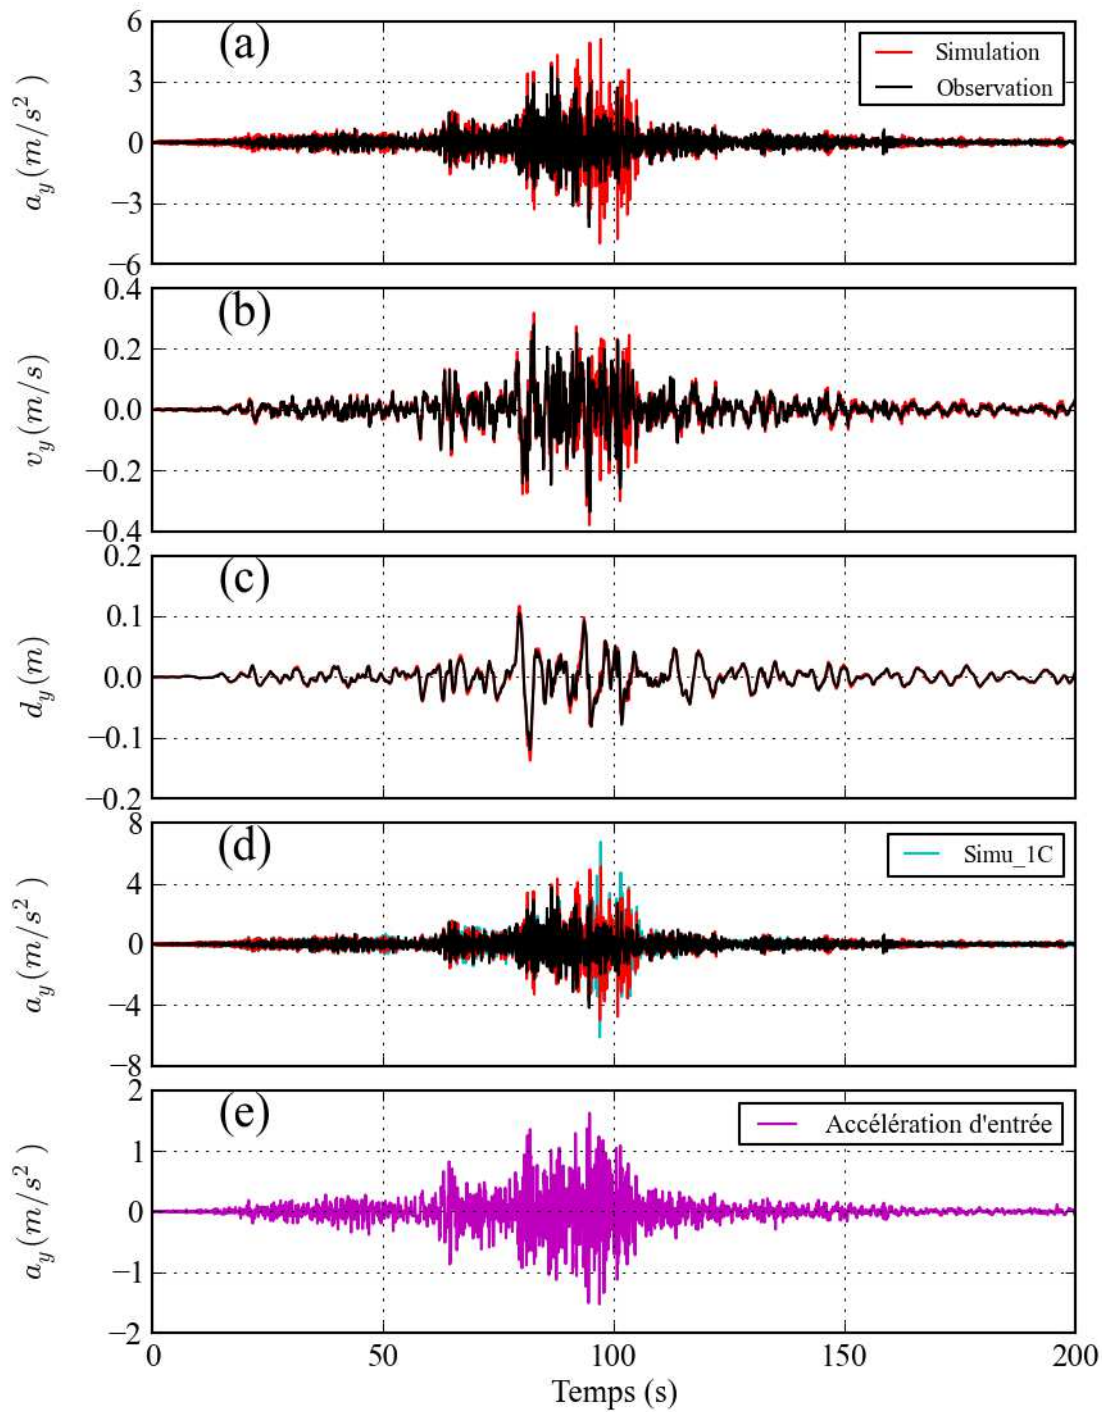 (a)
Simulation
Observation
6
3
0
−3
−6
a_y(m/s^2)
(b)
0.4
0.2
0.0
−0.2
−0.4
v_y(m/s)
(c)
0.2
0.1
0.0
−0.1
−0.2
d_y(m)
(d)
Simu_1C
8
4
0
−4
−8
a_y(m/s^2)
(e)
Accélération d'entrée
2
1
0
−1
−2
a_y(m/s^2)
0 50 100 150 200
Temps (s)